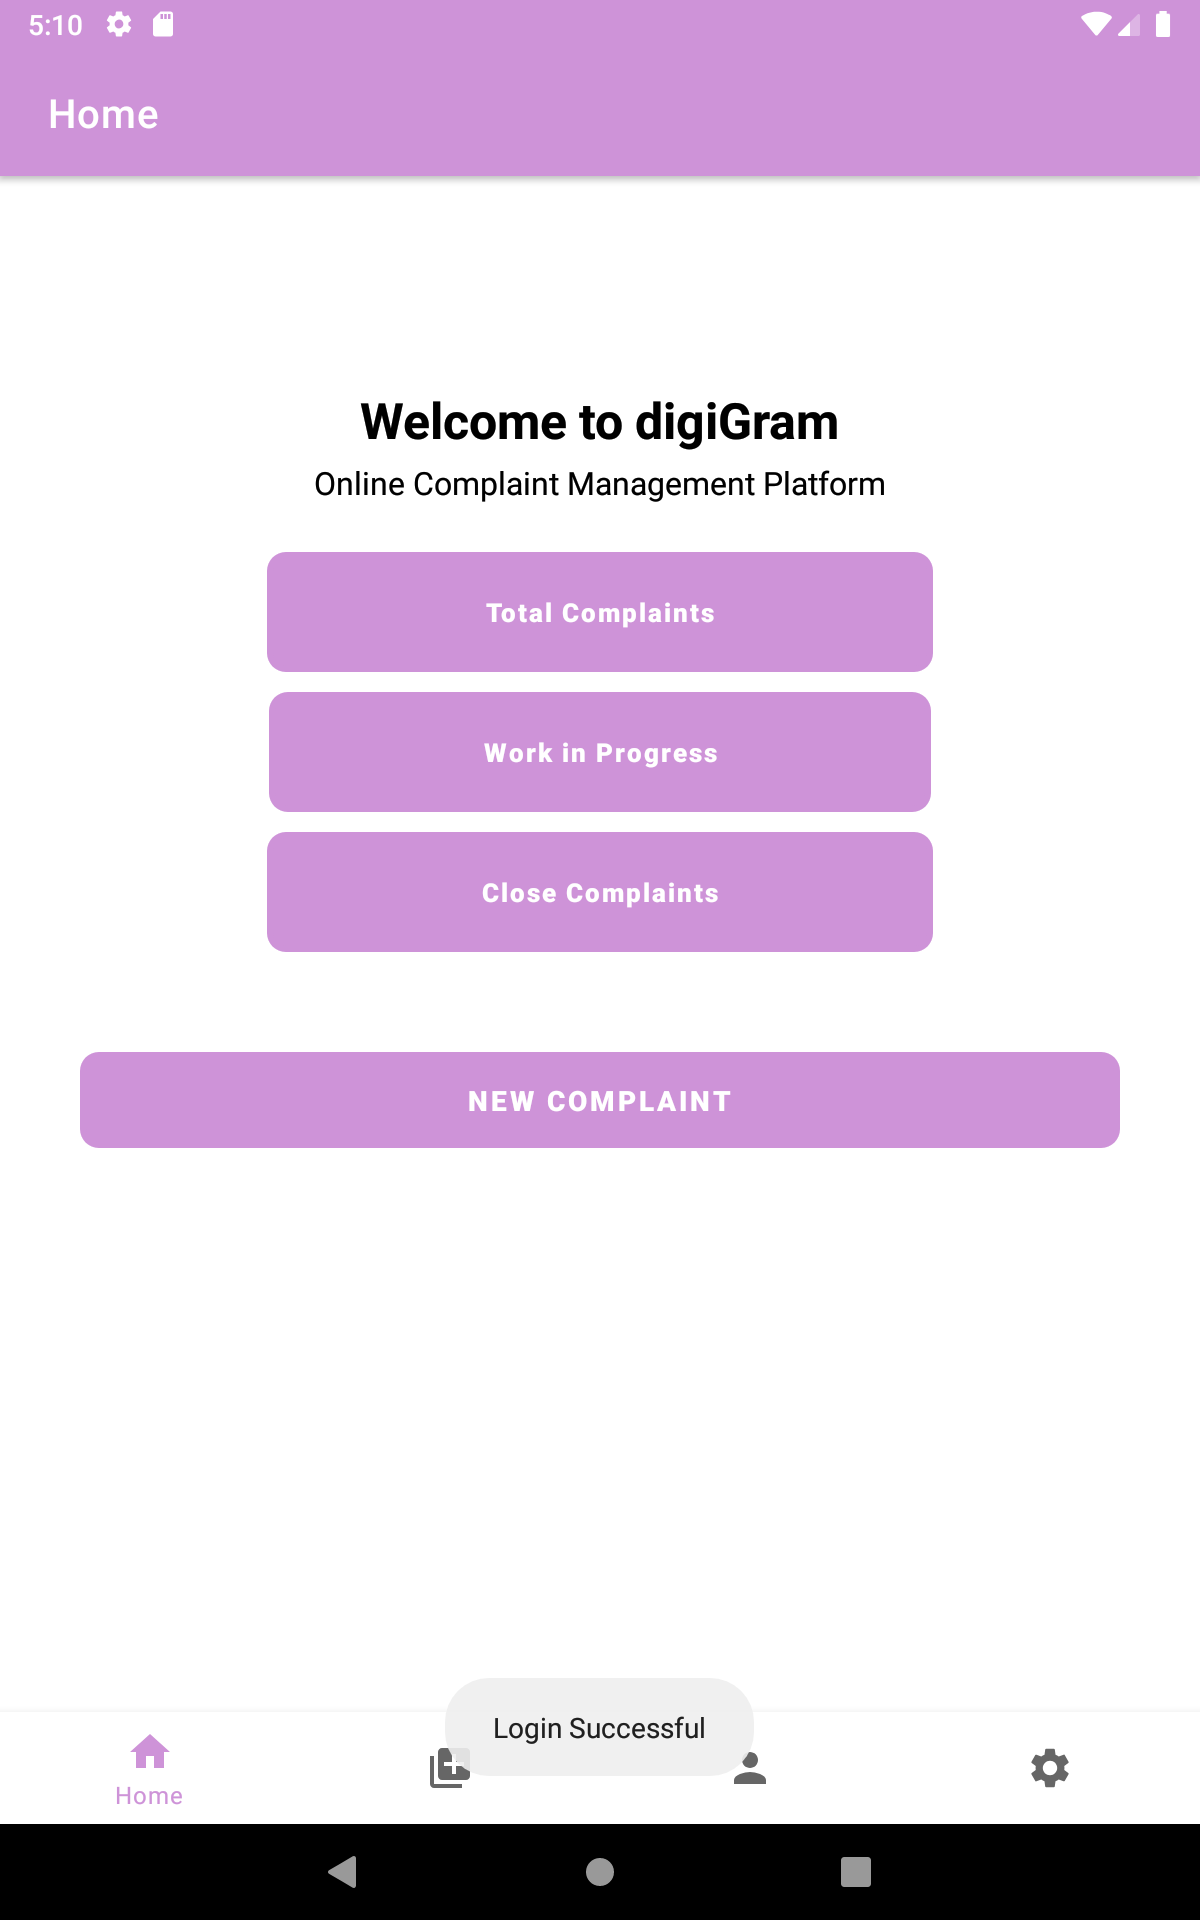 5:10
Home
Welcome to digiGram
Online Complaint Management Platform
Total Complaints
Work in Progress
Close Complaints
NEW COMPLAINT
Login Successful
Home